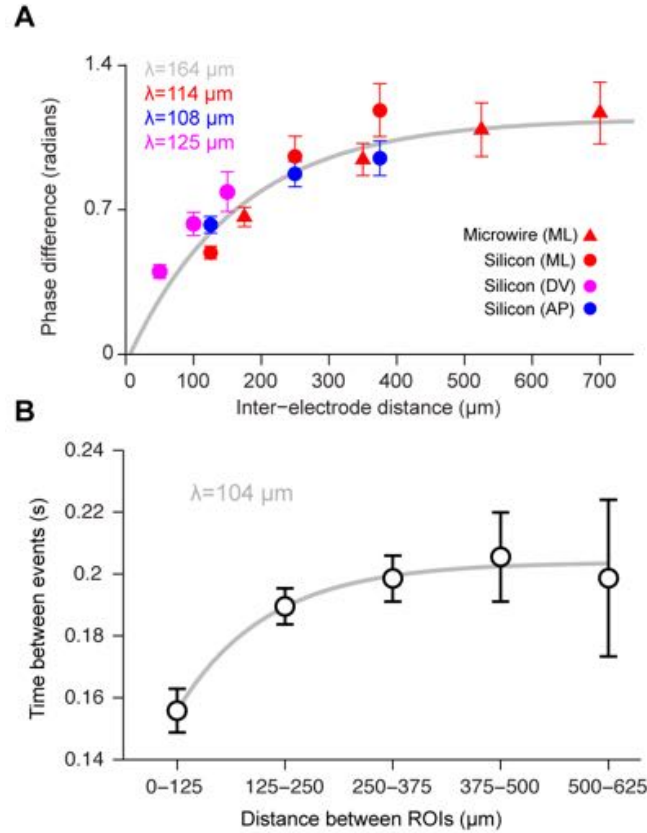 A
1.4
λ=164 µm
λ=114 µm
λ=108 µm
λ=125 µm
Phase difference (radians)
0.7
Microwire (ML)
Silicon (ML)
Silicon (DV)
Silicon (AP)
0
0 100 200 300 400 500 600 700
Inter−electrode distance (µm)
B
0.24
λ=104 µm
0.22
Time between events (s)
0.2
0.18
0.16
0.14
0−125 125−250 250−375 375−500 500−625
Distance between ROIs (µm)